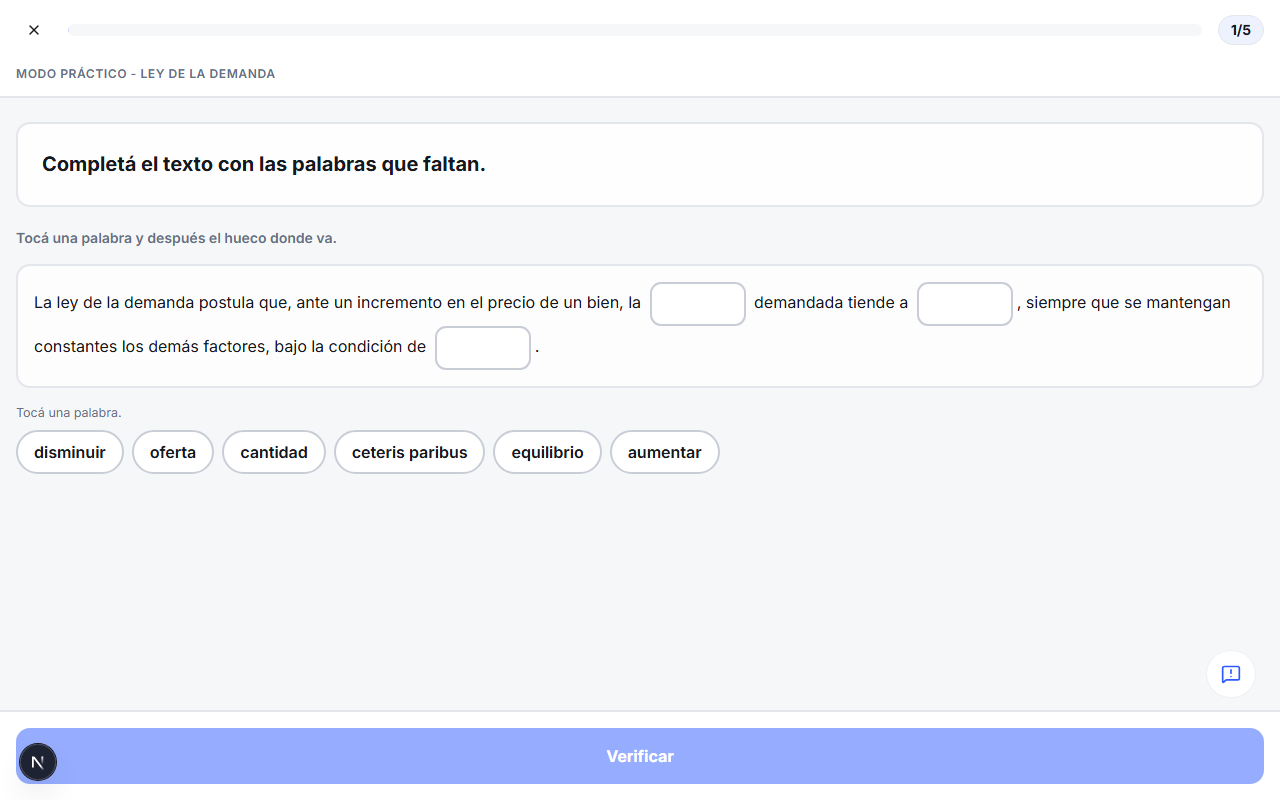 1/5
MODO PRÁCTICO - LEY DE LA DEMANDA
Completá el texto con las palabras que faltan.
Tocá una palabra y después el hueco donde va.
La ley de la demanda postula que, ante un incremento en el precio de un bien, la demandada tiende a , siempre que se mantengan
constantes los demás factores, bajo la condición de .
Tocá una palabra.
disminuir oferta cantidad ceteris paribus equilibrio aumentar
Verificar
N